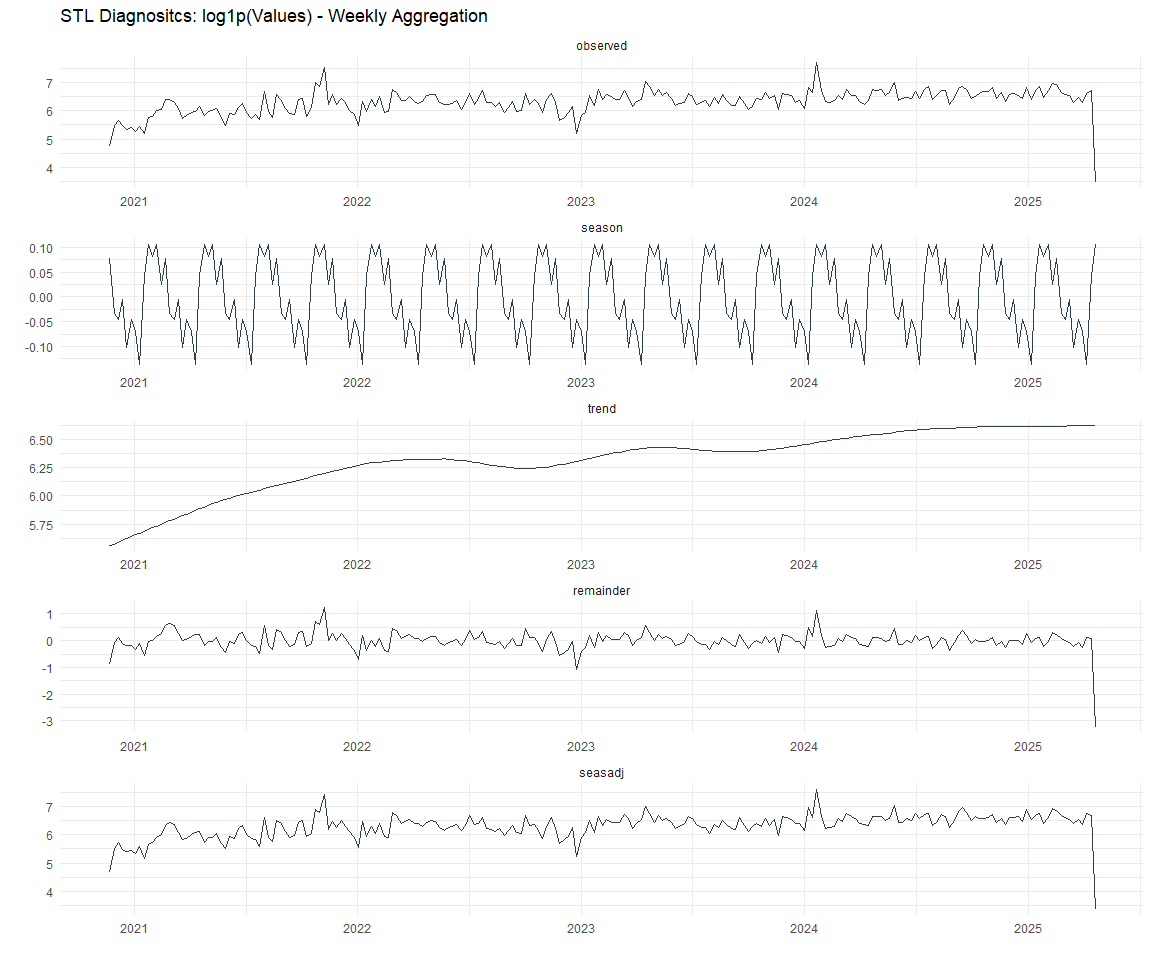 STL Diagnositcs: log1p(Values) - Weekly Aggregation
observed
7
6
5
4
2021 2022 2023 2024 2025
season
0.10
0.05
0.00
-0.05
-0.10
2021 2022 2023 2024 2025
trend
6.50
6.25
6.00
5.75
2021 2022 2023 2024 2025
remainder
1
0
-1
-2
-3
2021 2022 2023 2024 2025
seasadj
7
6
5
4
2021 2022 2023 2024 2025